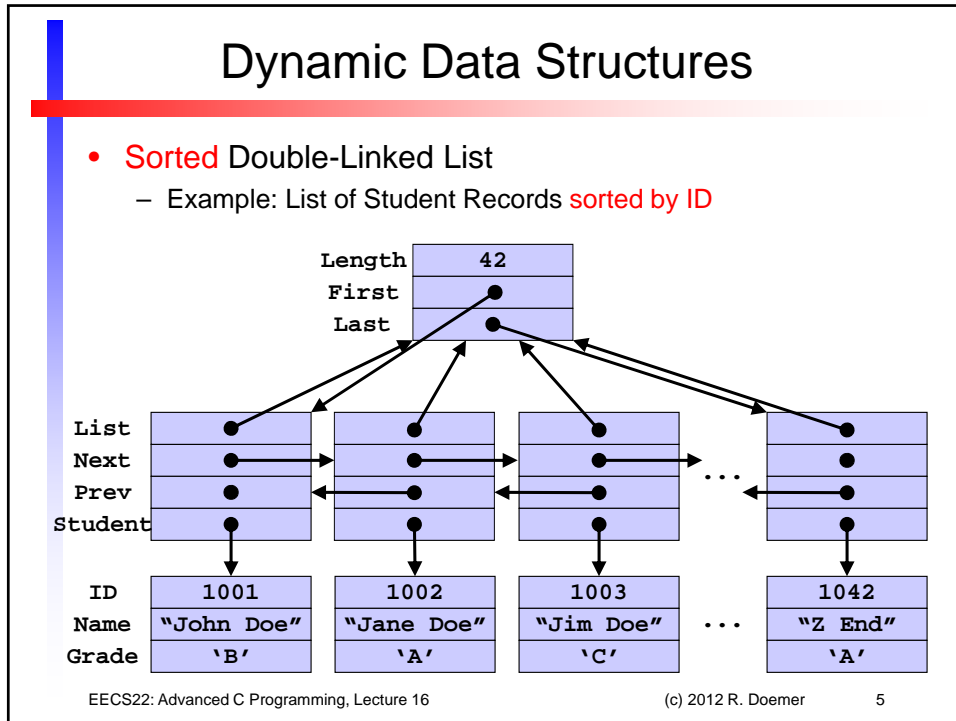 Dynamic Data Structures
• Sorted Double-Linked List
– Example: List of Student Records sorted by ID
Length 42
First
Last
List
Next
...
Prev
Student
ID 1001 1002 1003 1042
Name “John Doe” “Jane Doe” “Jim Doe” ... “Z End”
Grade ‘B’ ‘A’ ‘C’ ‘A’
EECS22: Advanced C Programming, Lecture 16 (c) 2012 R. Doemer 5